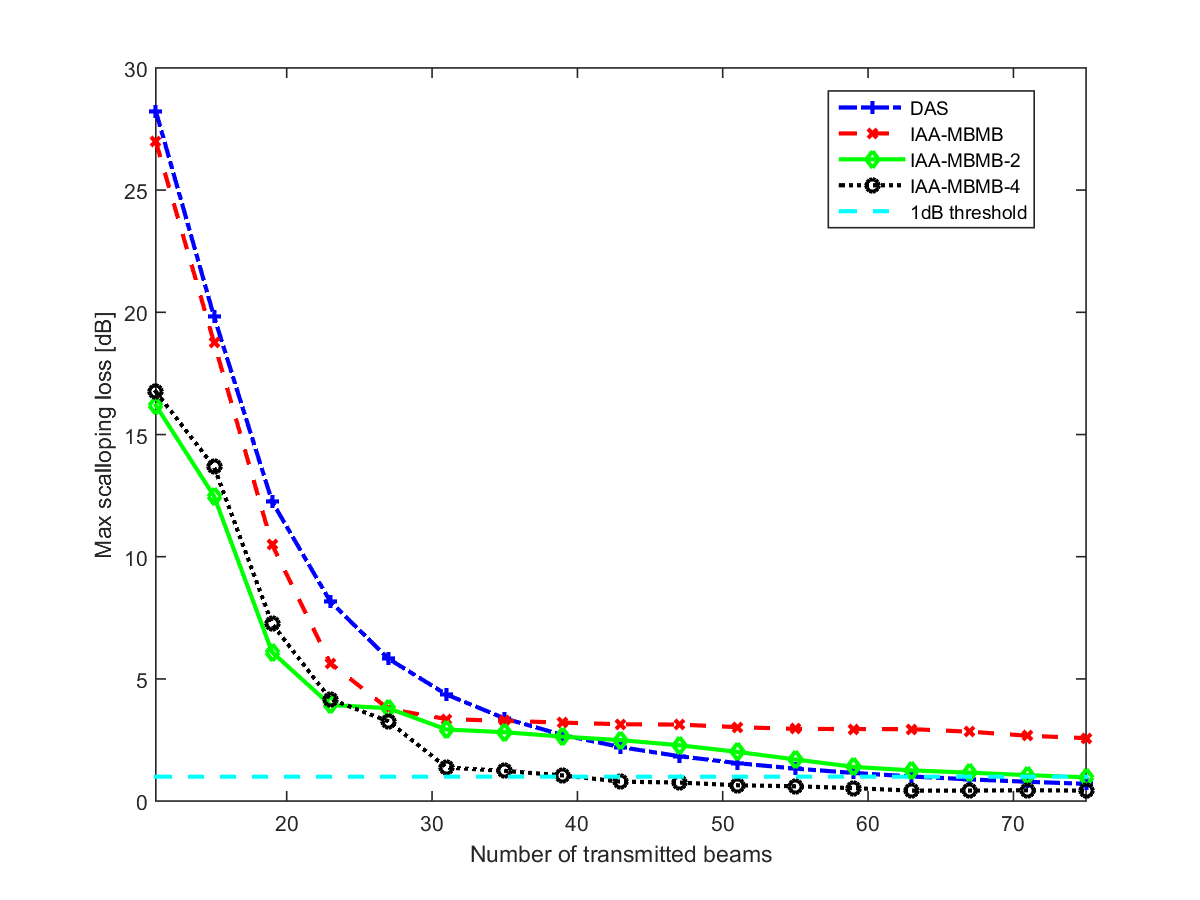 30
25
20
15
10
5
0
Max scalloping loss [dB]
DAS
IAA-MBMB
IAA-MBMB-2
IAA-MBMB-4
1dB threshold
20 30 40 50 60 70
Number of transmitted beams